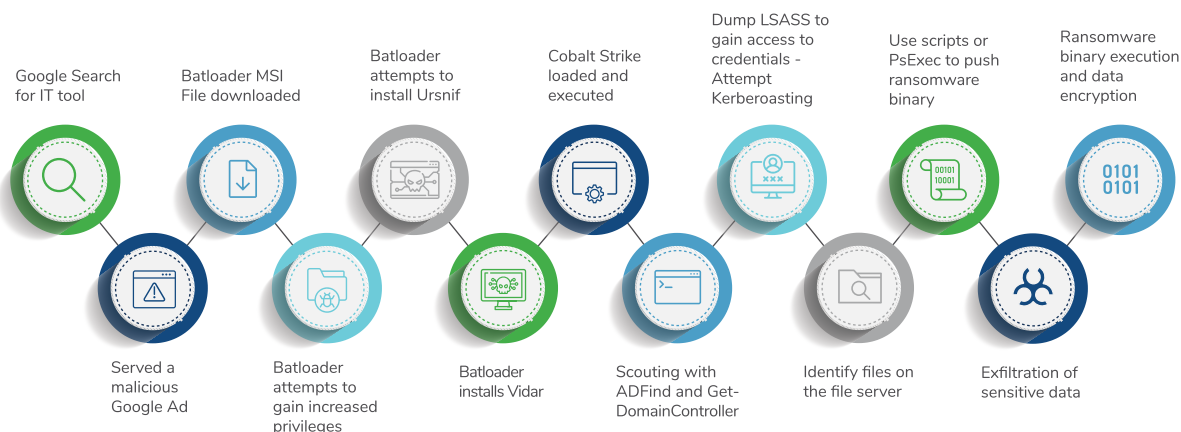 Google Search
for IT tool
Served a
malicious
Google Ad
Batloader MSI
File downloaded
Batloader
attempts to
gain increased
privileges
Batloader
attempts to
install Ursnif
Batloader
installs Vidar
Cobalt Strike
loaded and
executed
Scouting with
ADFind and Get-
DomainController
Dump LSASS to
gain access to
credentials -
Attempt
Kerberoasting
XXX
Identify files on
the file server
Use scripts or
PsExec to push
ransomware
binary
00101
10001
Exfiltration of
sensitive data
Ransomware
binary execution
and data
encryption
0101
0101